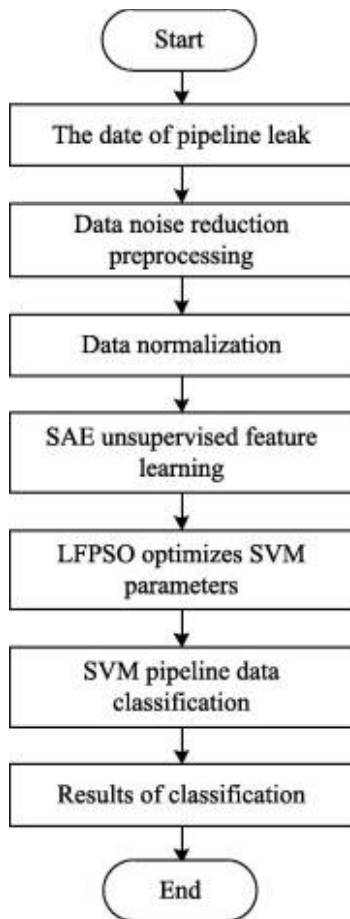 Start
The date of pipeline leak
Data noise reduction
preprocessing
Data normalization
SAE unsupervised feature
learning
LFPSO optimizes SVM
parameters
SVM pipeline data
classification
Results of classification
End